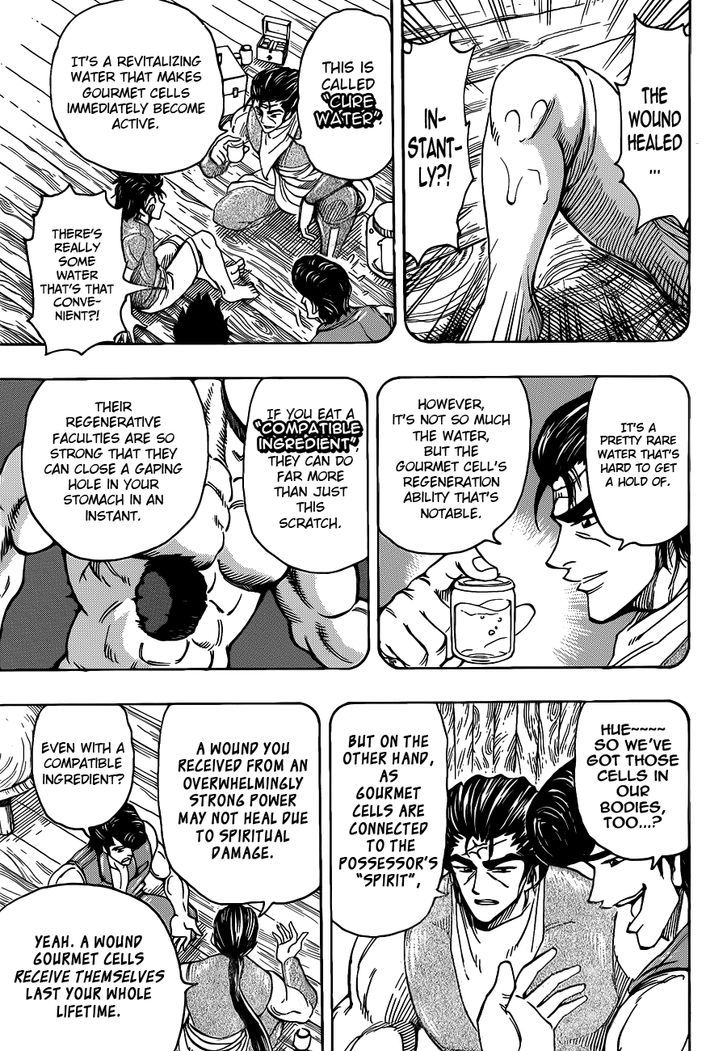 THE
WOUND
HEALED
...
IN-
STANT-
LY?!
THIS IS
CALLED
"CURE
WATER".
IT'S A REVITALIZING
WATER THAT MAKES
GOURMET CELLS
IMMEDIATELY BECOME
ACTIVE.
THERE'S
REALLY
SOME
WATER
THAT'S THAT
CONVE-
NIENT?!
IT'S A
PRETTY RARE
WATER THAT'S
HARD TO GET
A HOLD OF.
HOWEVER,
IT'S NOT SO MUCH
THE WATER,
BUT THE
GOURMET CELL'S
REGENERATION
ABILITY THAT'S
NOTABLE.
IF YOU EAT A
"COMPATIBLE
INGREDIENT",
THEY CAN DO
FAR MORE
THAN JUST
THIS
SCRATCH.
THEIR
REGENERATIVE
FACULTIES ARE SO
STRONG THAT THEY
CAN CLOSE A GAPING
HOLE IN YOUR
STOMACH IN AN
INSTANT.
HUE~~~~
SO WE'VE
GOT THOSE
CELLS IN
OUR
BODIES,
TOO...?
BUT ON THE
OTHER HAND,
AS
GOURMET
CELLS ARE
CONNECTED
TO THE
POSSESSOR'S
"SPIRIT",
A WOUND YOU
RECEIVED FROM AN
OVERWHELMINGLY
STRONG POWER
MAY NOT HEAL DUE
TO SPIRITUAL
DAMAGE.
EVEN WITH A
COMPATIBLE
INGREDIENT?
YEAH. A WOUND
GOURMET CELLS
RECEIVE THEMSELVES
LAST YOUR WHOLE
LIFETIME.